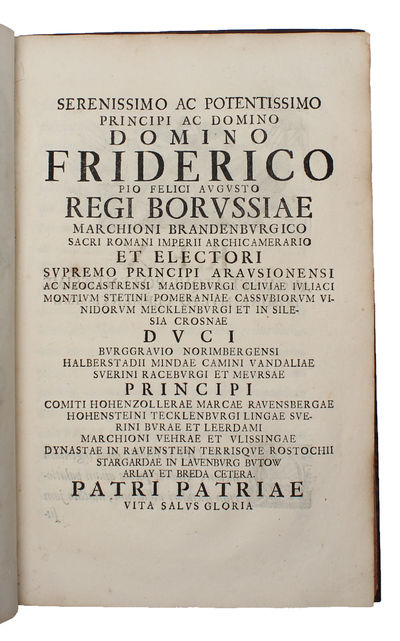 SERENISSIMO AC POTENTISSIMO
PRINCIPI AC DOMINO
DOMINO
FRIDERICO
PIO FELICI AVGVSTO
REGI BORVSSIAE
MARCHIONI BRANDENBVRGICO
SACRI ROMANI IMPERII ARCHICAMERARIO
ET ELECTORI
SVPREMO PRINCIPI ARAVSIONENSI
AC NEOCASTRENSI MAGDEBVRGI CLIVIAE IVLIACI
MONTIVM STETINI POMERANIAE CASSVBIORVM VI-
NIDORVM MECKLENBVRGI ET IN SILE-
SIA CROSNAE
DVCI
BVRGGRAVIO NORIMBERGENSI
HALBERSTADII MINDAE CAMINI VANDALIAE
SVERINI RACEBVRGI ET MEVRSAE
PRINCIPI
COMITI HOHENZOLLERAE MARCAE RAVENSBERGAE
HOHENSTEINI TECKLENBVRGI LINGAE SVE-
RINI BVRAE ET LEERDAMI
MARCHIONI VEHRAE ET VLISSINGAE
DYNASTAE IN RAVENSTEIN TERRISQVE ROSTOCHII
STARGARDAE IN LAVENBVRG BVTOW
ARLAY ET BREDA CETERA.
PATRI PATRIAE
VITA SALVS GLORIA